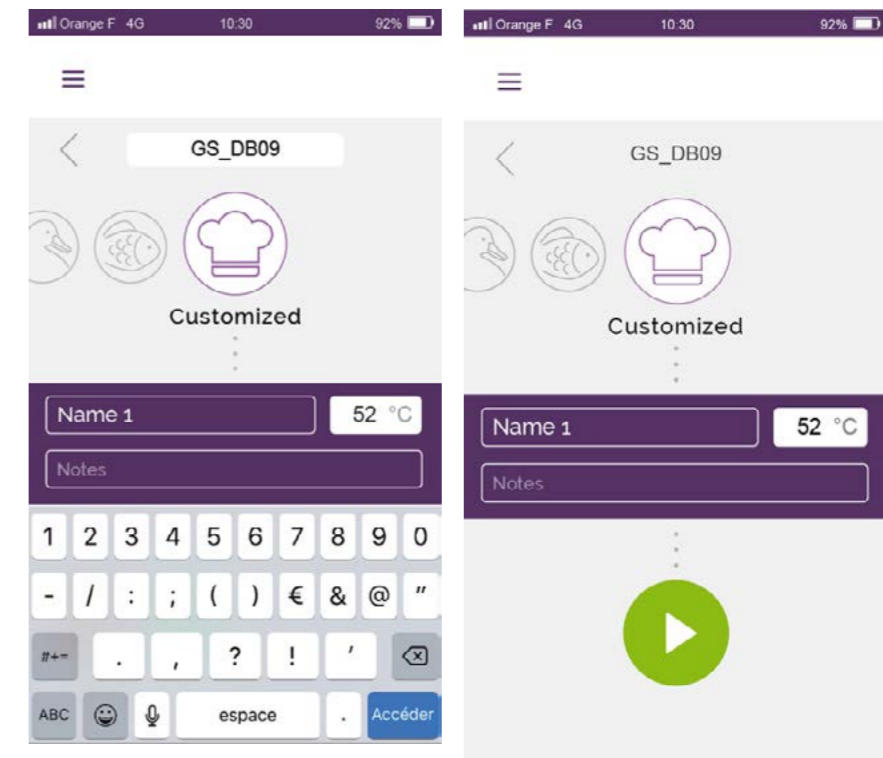 Orange F 4G 10:30 92%
GS_DB09
Customized
Name 1 52 °C
Notes
1 2 3 4 5 6 7 8 9 0
- / : ; ( ) € & @ "
#+= . , ? ! '
ABC espace . Accéder
Orange F 4G 10:30 92%
GS_DB09
Customized
Name 1 52 °C
Notes